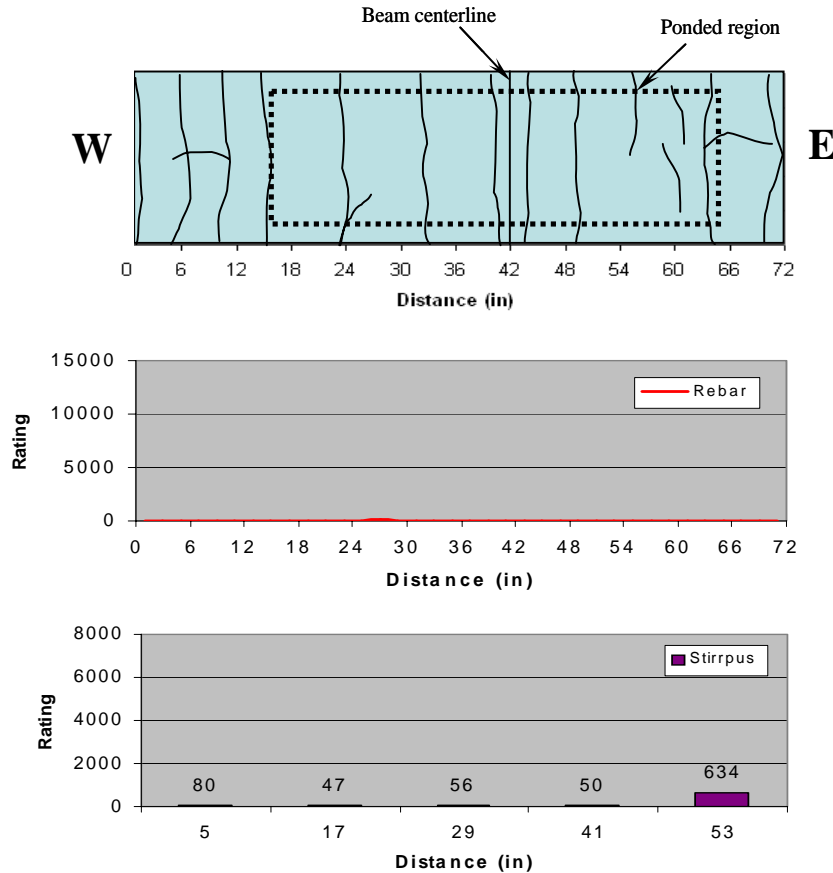 Beam centerline
Ponded region
W
E
0 6 12 18 24 30 36 42 48 54 60 66 72
Distance (in)
15000
10000
5000
0
Rating
Rebar
0 6 12 18 24 30 36 42 48 54 60 66 72
Distance (in)
8000
6000
4000
2000
0
Rating
Stirrpus
80 47 56 50 634
5 17 29 41 53
Distance (in)